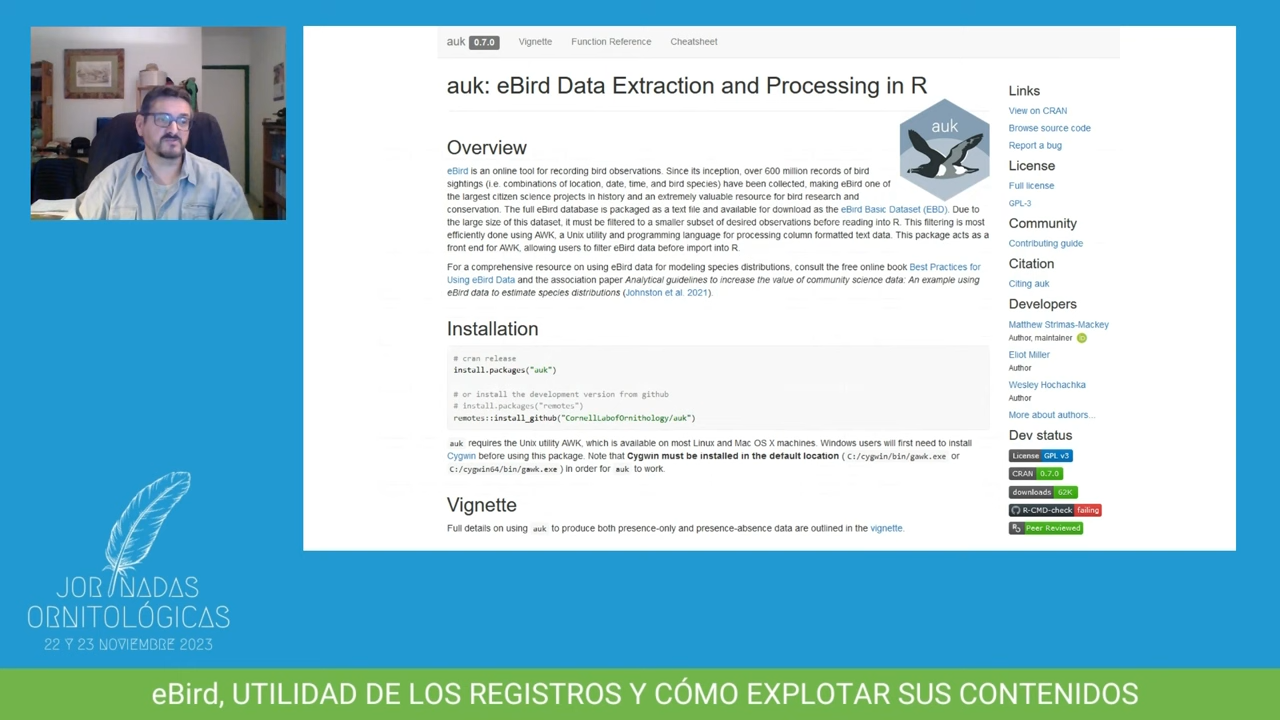 auk 0.7.0 Vignette Function Reference Cheatsheet
auk: eBird Data Extraction and Processing in R
auk
Overview
eBird is an online tool for recording bird observations. Since its inception, over 600 million records of bird
sightings (i.e. combinations of location, date, time, and bird species) have been collected, making eBird one of
the largest citizen science projects in history and an extremely valuable resource for bird research and
conservation. The full eBird database is packaged as a text file and available for download as the eBird Basic Dataset (EBD). Due to
the large size of this dataset, it must be filtered to a smaller subset of desired observations before reading into R. This filtering is most
efficiently done using AWK, a Unix utility and programming language for processing column formatted text data. This package acts as a
front end for AWK, allowing users to filter eBird data before import into R.
For a comprehensive resource on using eBird data for modeling species distributions, consult the free online book Best Practices for
Using eBird Data and the association paper Analytical guidelines to increase the value of community science data: An example using
eBird data to estimate species distributions (Johnston et al. 2021).
Installation
# cran release
install.packages("auk")
# or install the development version from github
# install.packages("remotes")
remotes::install_github("CornellLabofOrnithology/auk")
auk requires the Unix utility AWK, which is available on most Linux and Mac OS X machines. Windows users will first need to install
Cygwin before using this package. Note that Cygwin must be installed in the default location (C:/cygwin/bin/gawk.exe or
C:/cygwin64/bin/gawk.exe) in order for auk to work.
Vignette
Full details on using auk to produce both presence-only and presence-absence data are outlined in the vignette.
Links
View on CRAN
Browse source code
Report a bug
License
Full license
GPL-3
Community
Contributing guide
Citation
Citing auk
Developers
Matthew Strimas-Mackey
Author, maintainer iD
Eliot Miller
Author
Wesley Hochachka
Author
More about authors...
Dev status
License GPL v3
CRAN 0.7.0
downloads 62K
R-CMD-check failing
Peer Reviewed
JORNADAS
ORNITOLÓGICAS
22 Y 23 NOVIEMBRE 2023
eBird, UTILIDAD DE LOS REGISTROS Y CÓMO EXPLOTAR SUS CONTENIDOS